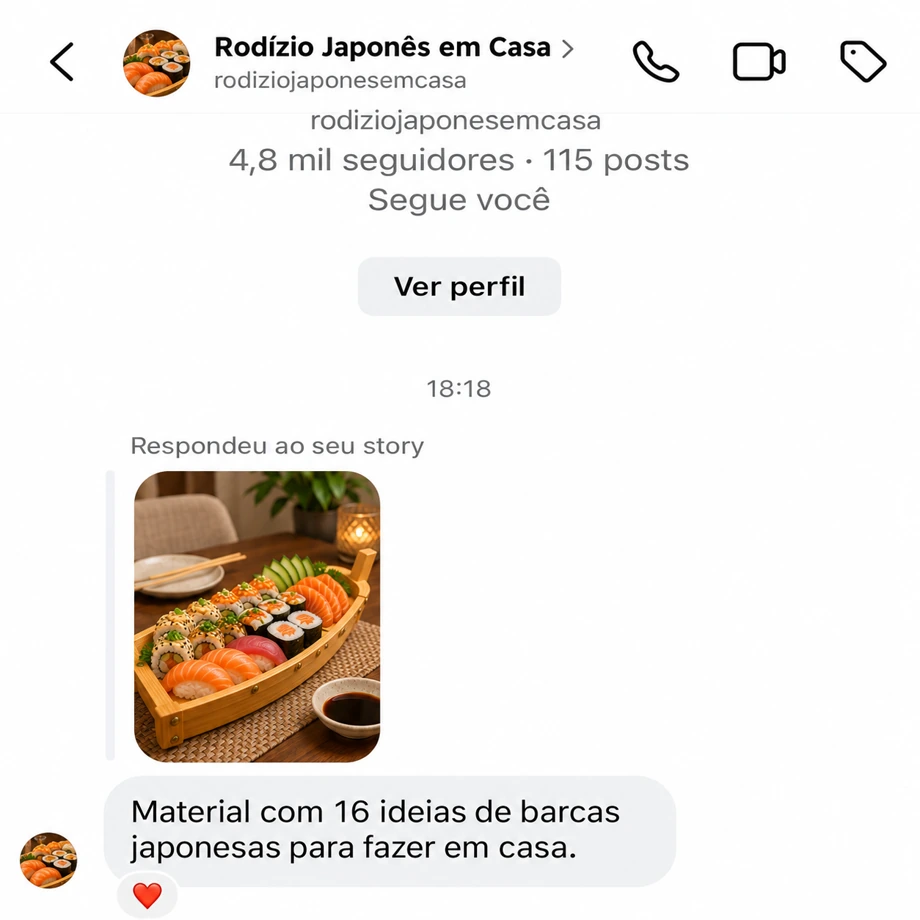 Rodízio Japonês em Casa
rodiziojaponesemcasa
rodiziojaponesemcasa
4,8 mil seguidores · 115 posts
Segue você
Ver perfil
18:18
Respondeu ao seu story
Material com 16 ideias de barcas
japonesas para fazer em casa.